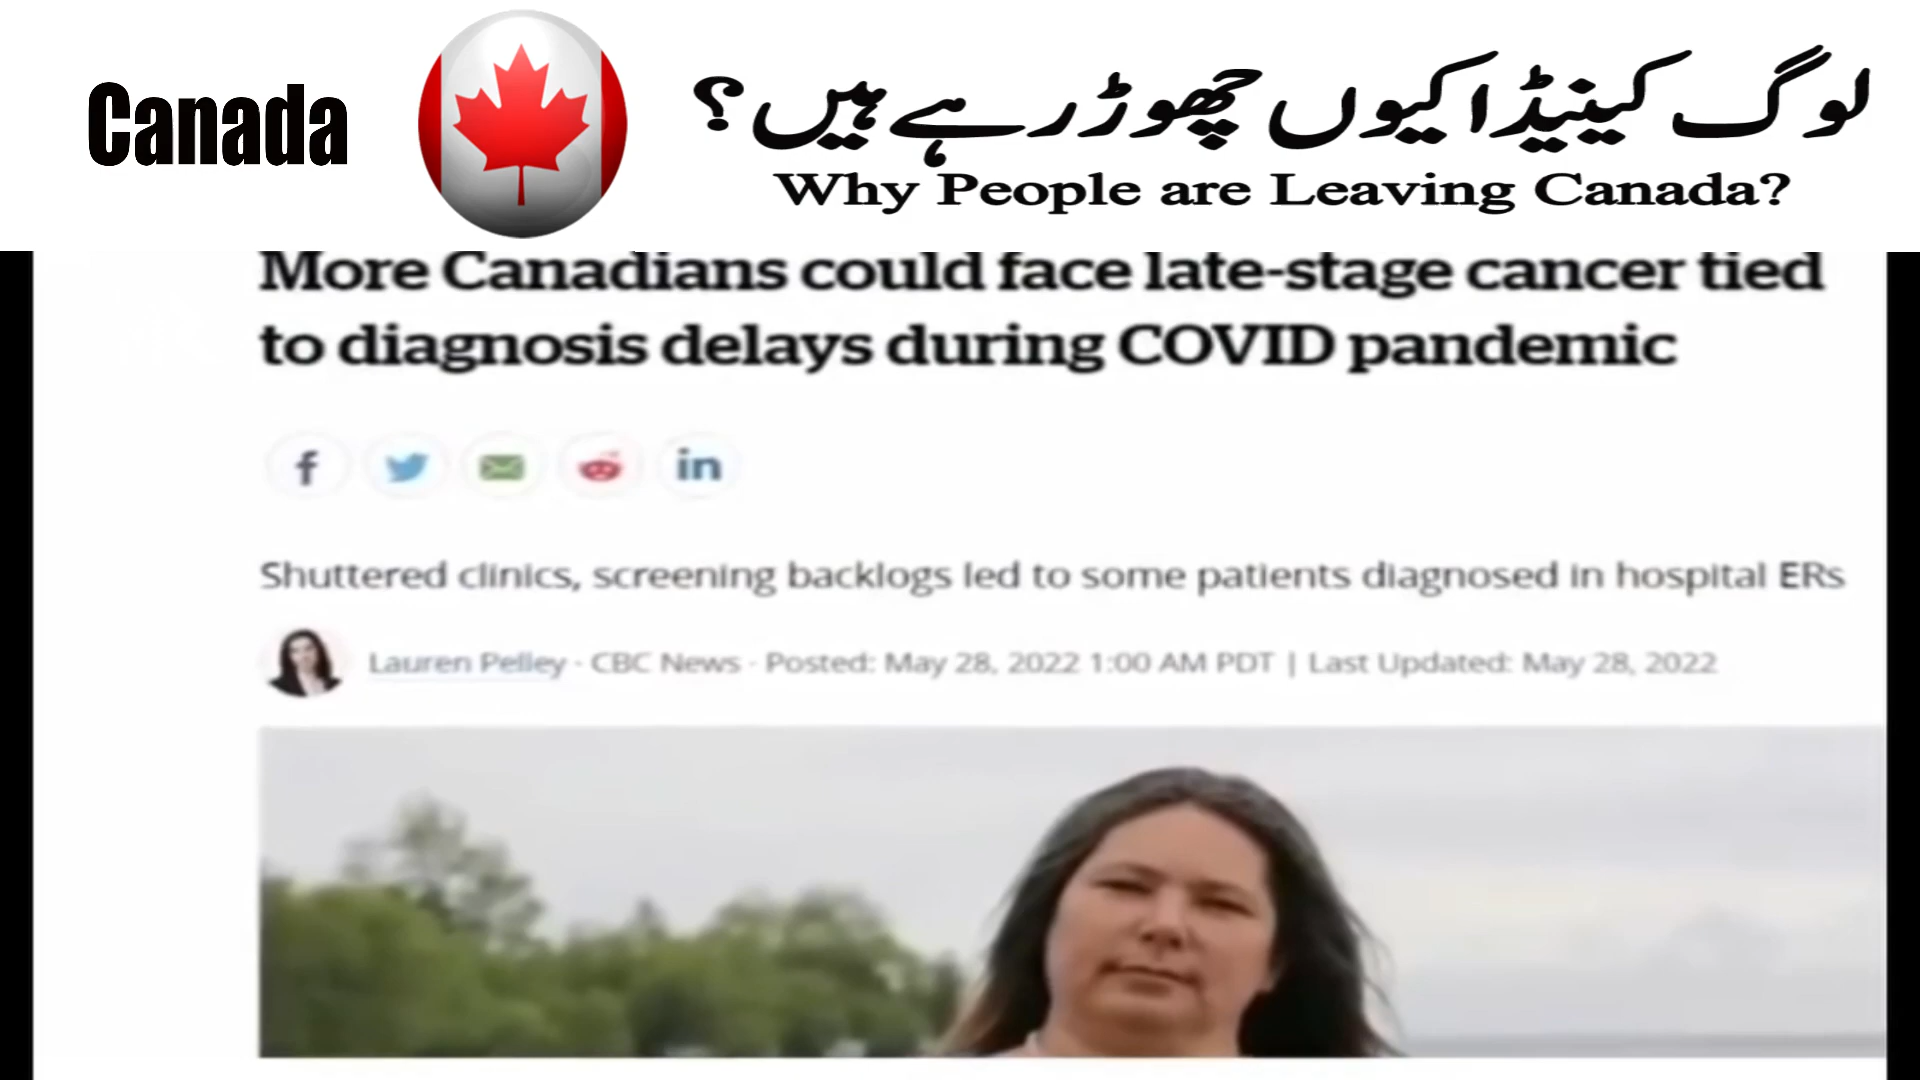 Canada
لوگ کینیڈا کیوں چھوڑ رہے ہیں؟
Why People are Leaving Canada?
More Canadians could face late-stage cancer tied
to diagnosis delays during COVID pandemic
Shuttered clinics, screening backlogs led to some patients diagnosed in hospital ERs
Lauren Pelley · CBC News · Posted: May 28, 2022 1:00 AM PDT | Last Updated: May 28, 2022